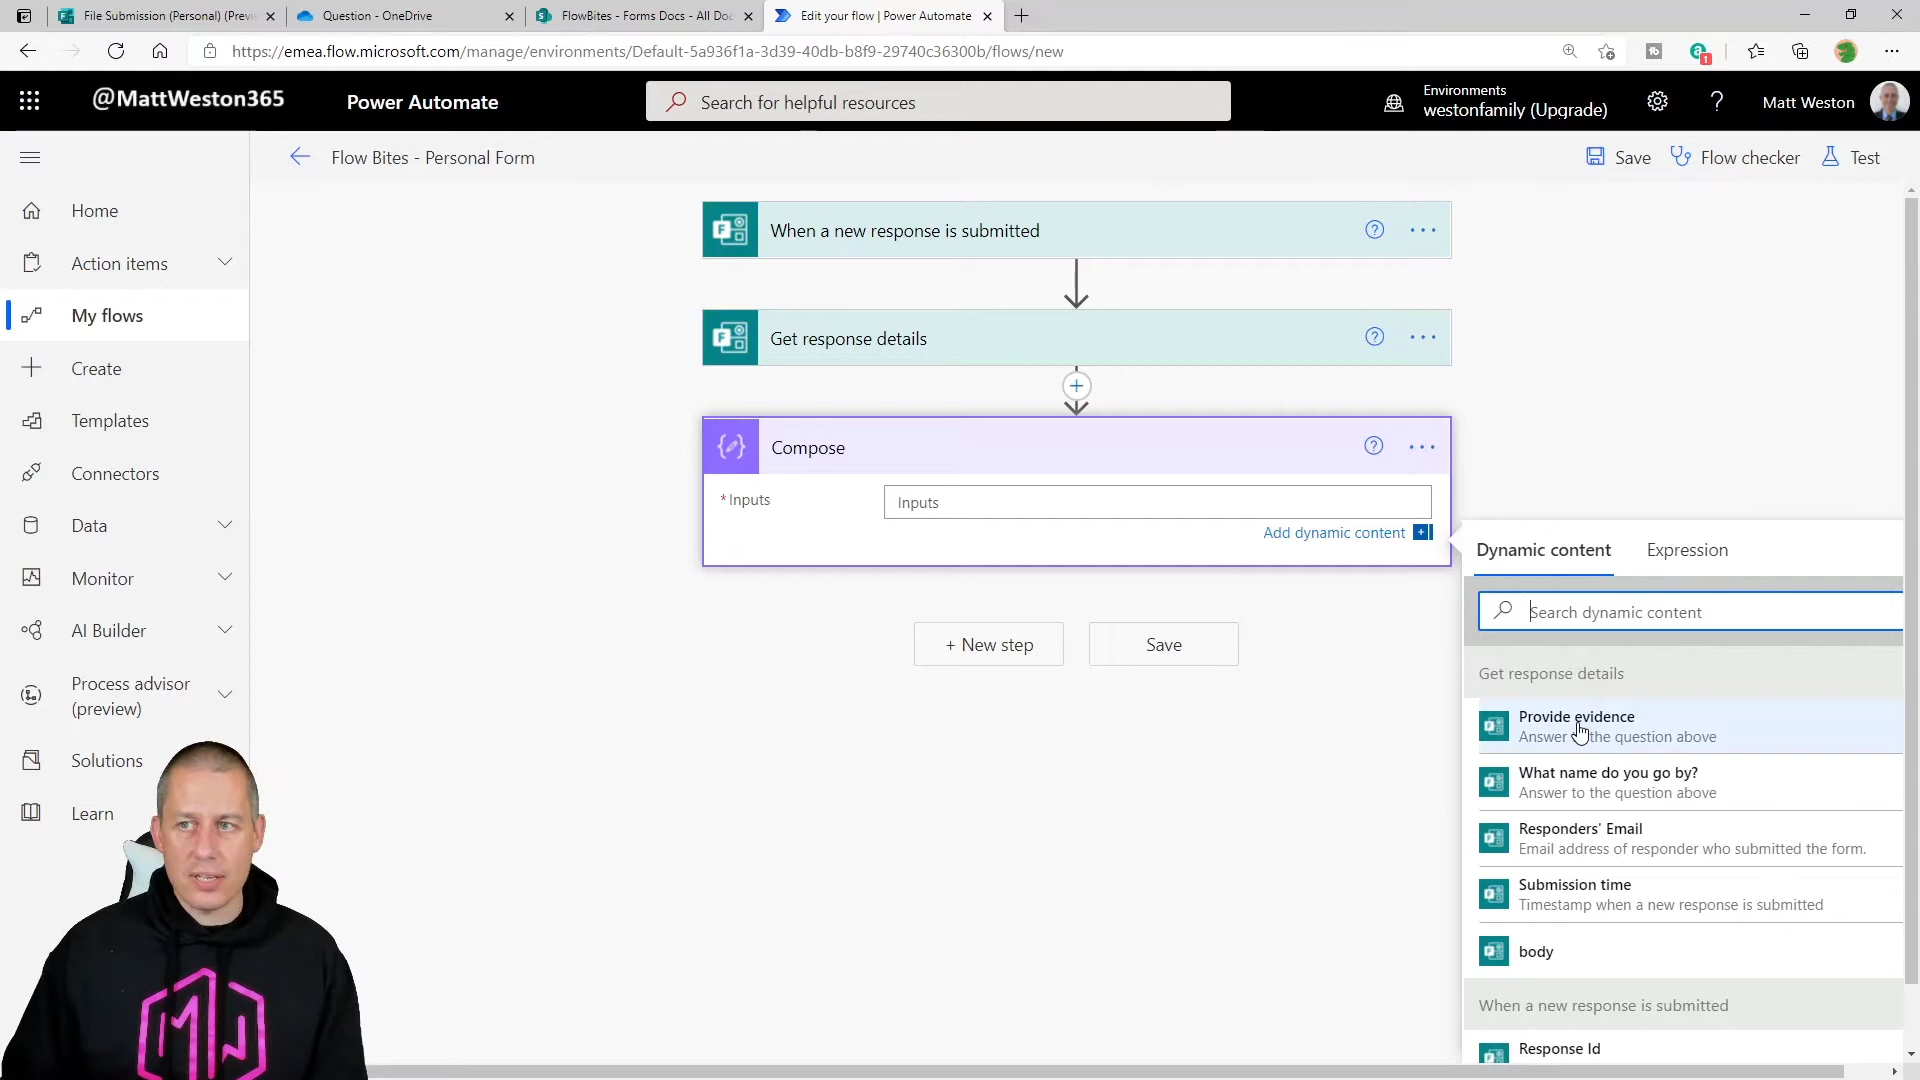 File Submission (Personal) (Previe
Question - OneDrive
FlowBites - Forms Docs - All Doc
Edit your flow | Power Automate
https://emea.flow.microsoft.com/manage/environments/Default-5a936f1a-3d39-40db-b8f9-29740c36300b/flows/new
@MattWeston365
Power Automate
Search for helpful resources
Environments
westonfamily (Upgrade)
Matt Weston
Flow Bites - Personal Form
Save
Flow checker
Test
Home
Action items
My flows
Create
Templates
Connectors
Data
Monitor
AI Builder
Process advisor
(preview)
Solutions
Learn
When a new response is submitted
Get response details
Compose
* Inputs
Inputs
Add dynamic content
+ New step
Save
Dynamic content
Expression
Search dynamic content
Get response details
Provide evidence
Answer to the question above
What name do you go by?
Answer to the question above
Responders' Email
Email address of responder who submitted the form.
Submission time
Timestamp when a new response is submitted
body
When a new response is submitted
Response Id